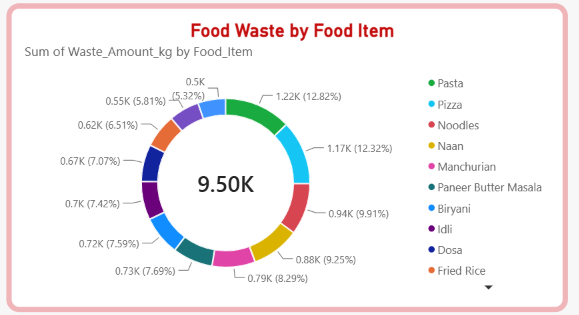 Food Waste by Food Item
Sum of Waste_Amount_kg by Food_Item
0.5K
(5.32%)
1.22K (12.82%)
1.17K (12.32%)
0.94K (9.91%)
0.88K (9.25%)
0.79K (8.29%)
0.73K (7.69%)
0.72K (7.59%)
0.7K (7.42%)
0.67K (7.07%)
0.62K (6.51%)
0.55K (5.81%)
9.50K
Pasta
Pizza
Noodles
Naan
Manchurian
Paneer Butter Masala
Biryani
Idli
Dosa
Fried Rice